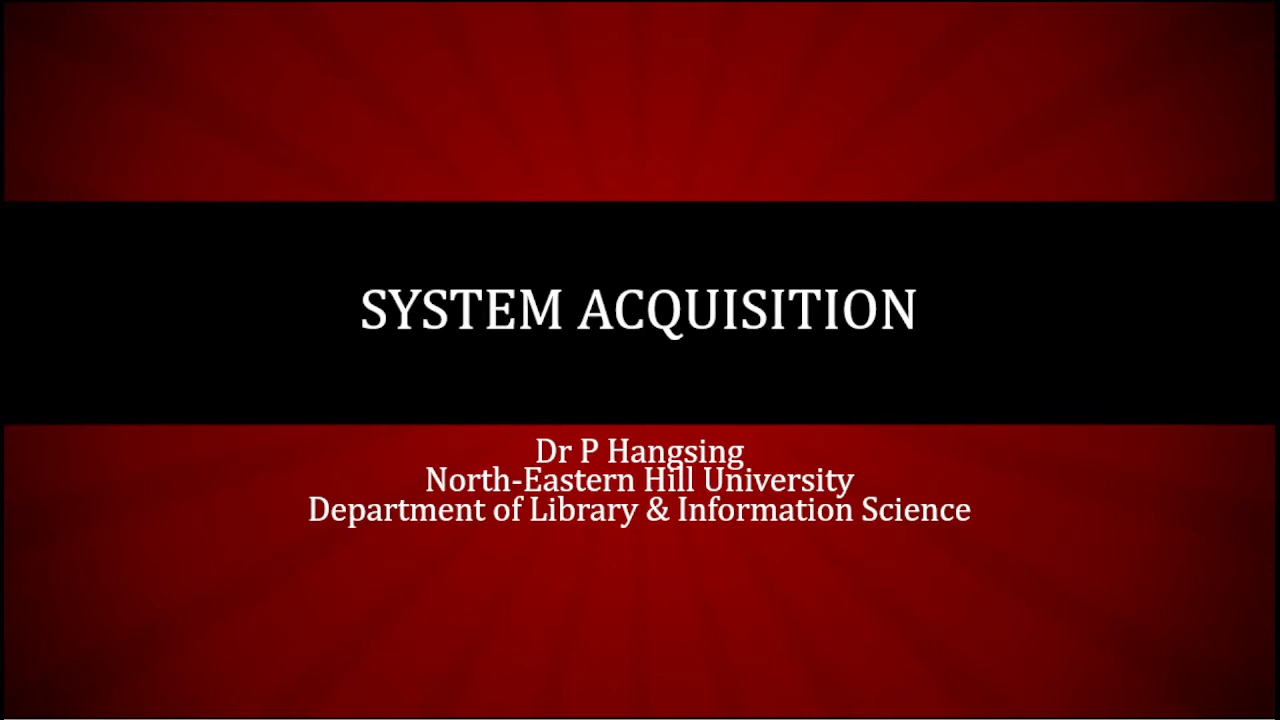 SYSTEM ACQUISITION
Dr P Hangsing
North-Eastern Hill University
Department of Library & Information Science